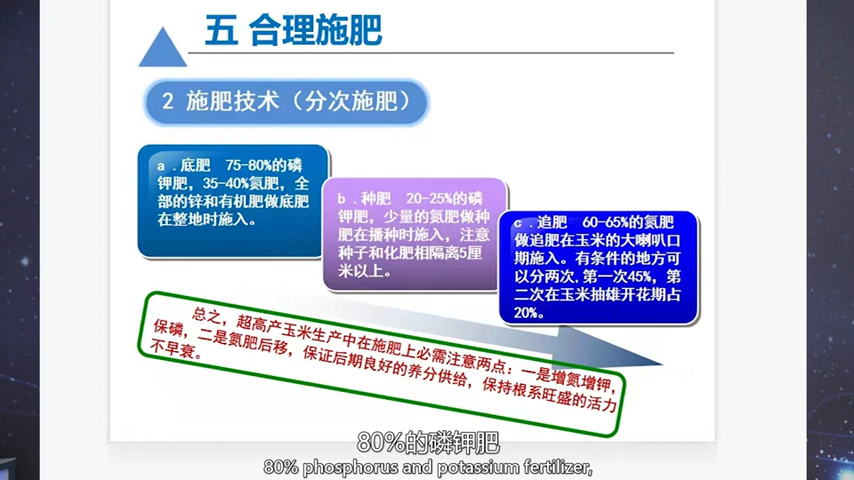 五 合理施肥
2 施肥技术（分次施肥）
a .底肥 75-80%的磷
钾肥，35-40%氮肥，全
部的锌和有机肥做底肥
在整地时施入。
b .种肥 20-25%的磷
钾肥，少量的氮肥做种
肥在播种时施入，注意
种子和化肥相隔离5厘
米以上。
c .追肥 60-65%的氮肥
做追肥在玉米的大喇叭口
期施入。有条件的地方可
以分两次,第一次45%，第
二次在玉米抽雄开花期占
20%。
总之，超高产玉米生产中在施肥上必需注意两点：一是增氮增钾，
保磷，二是氮肥后移，保证后期良好的养分供给，保持根系旺盛的活力
不早衰。
80%的磷钾肥
80% phosphorus and potassium fertilizer,